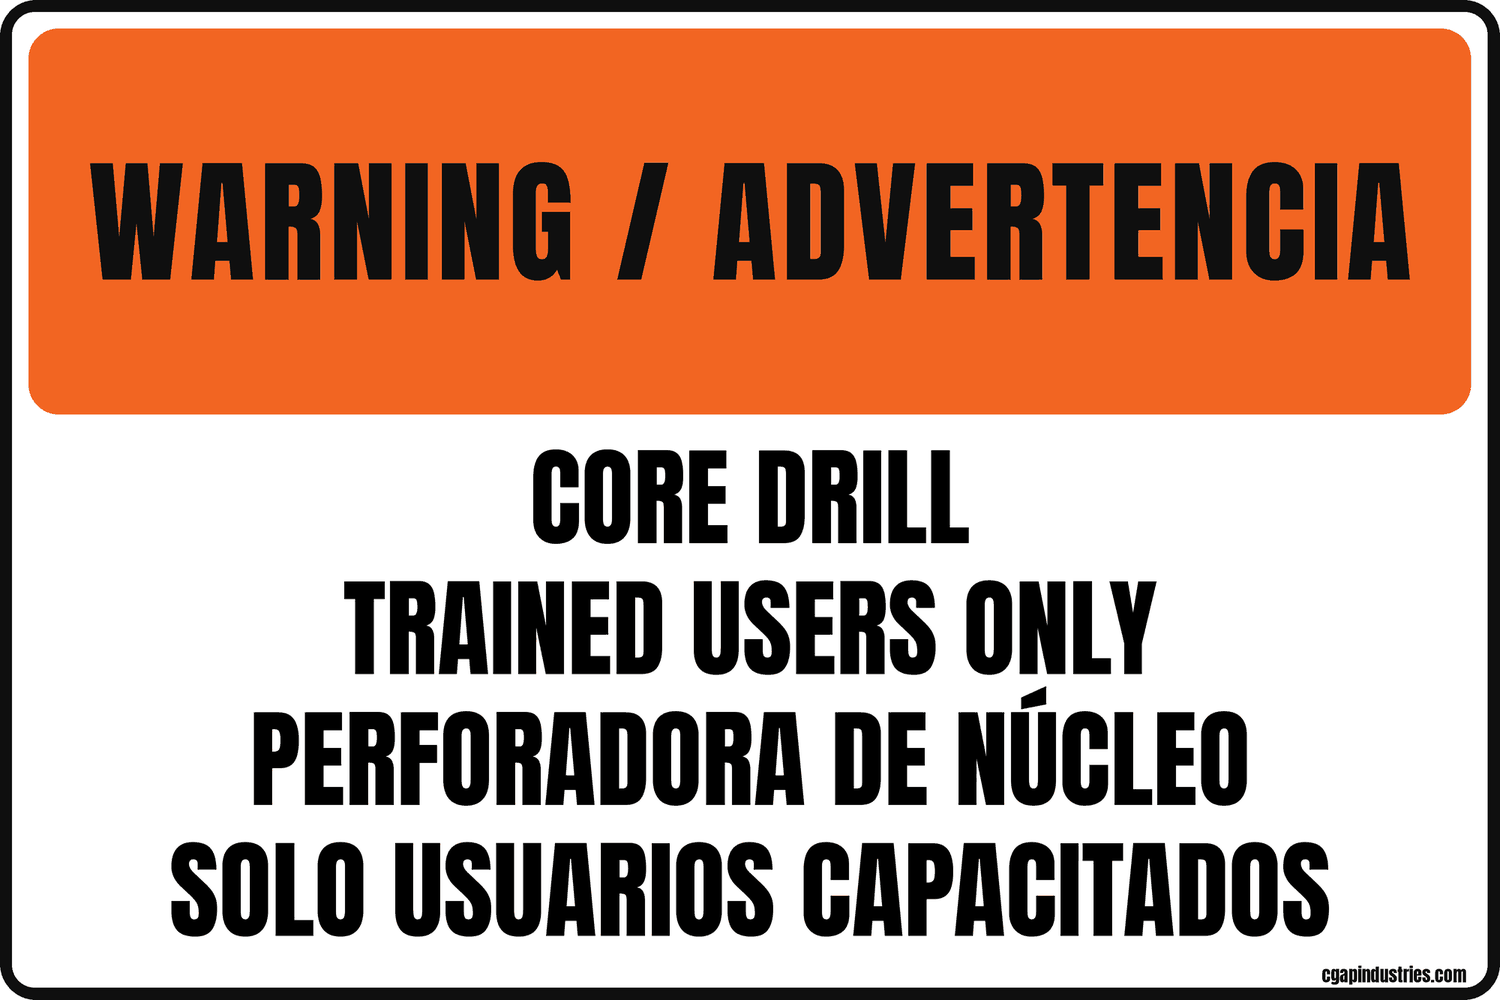 WARNING / ADVERTENCIA
CORE DRILL
TRAINED USERS ONLY
PERFORADORA DE NÚCLEO
SOLO USUARIOS CAPACITADOS
cgapindustries.com